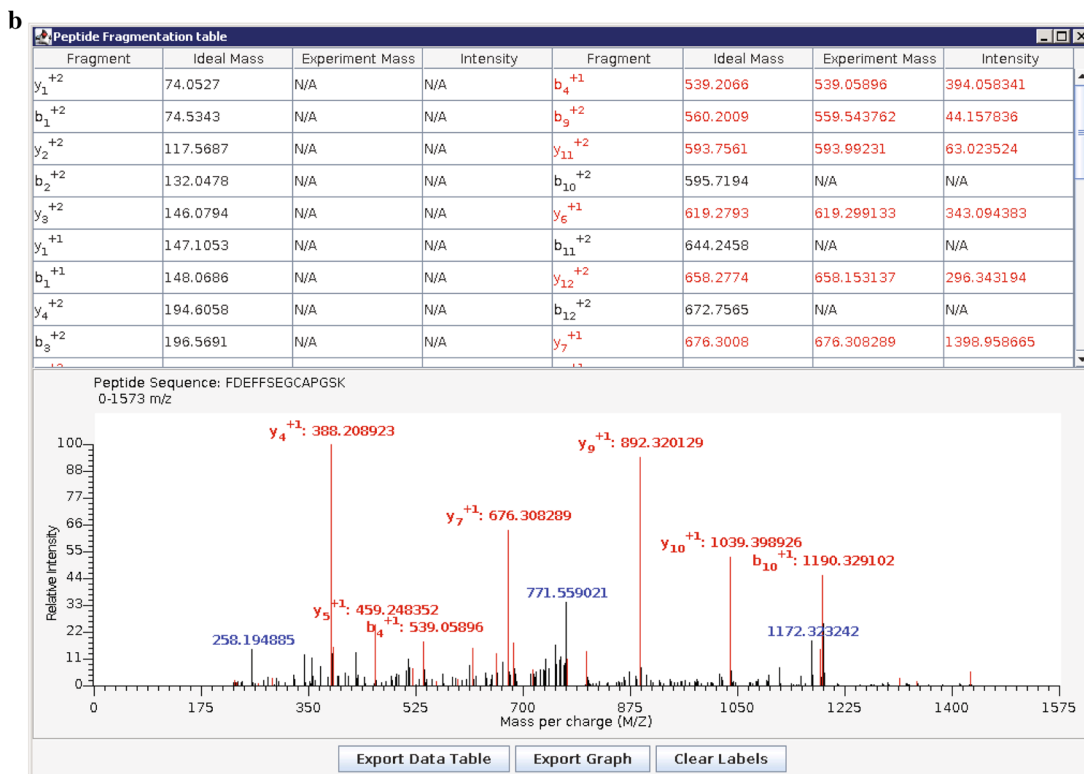 b
Peptide Fragmentation table
Fragment Ideal Mass Experiment Mass Intensity Fragment Ideal Mass Experiment Mass Intensity
y1+2 74.0527 N/A N/A b4+1 539.2066 539.05896 394.058341
b1+2 74.5343 N/A N/A b9+2 560.2009 559.543762 44.157836
y2+2 117.5687 N/A N/A y11+2 593.7561 593.99231 63.023524
b2+2 132.0478 N/A N/A b10+2 595.7194 N/A N/A
y3+2 146.0794 N/A N/A y6+1 619.2793 619.299133 343.094383
y1+1 147.1053 N/A N/A b11+2 644.2458 N/A N/A
b1+1 148.0686 N/A N/A y12+2 658.2774 658.153137 296.343194
y4+2 194.6058 N/A N/A b12+2 672.7565 N/A N/A
b3+2 196.5691 N/A N/A y7+1 676.3008 676.308289 1398.958665
Peptide Sequence: FDEFFSEGCAPGSK
0-1573 m/z
y4+1: 388.208923
y9+1: 892.320129
y7+1: 676.308289
y10+1: 1039.398926
b10+1: 1190.329102
y5+1: 459.248352
b4+1: 539.05896
771.559021
258.194885
1172.323242
Relative Intensity
100
88
77
66
55
44
33
22
11
0
0 175 350 525 700 875 1050 1225 1400 1575
Mass per charge (M/Z)
Export Data Table Export Graph Clear Labels